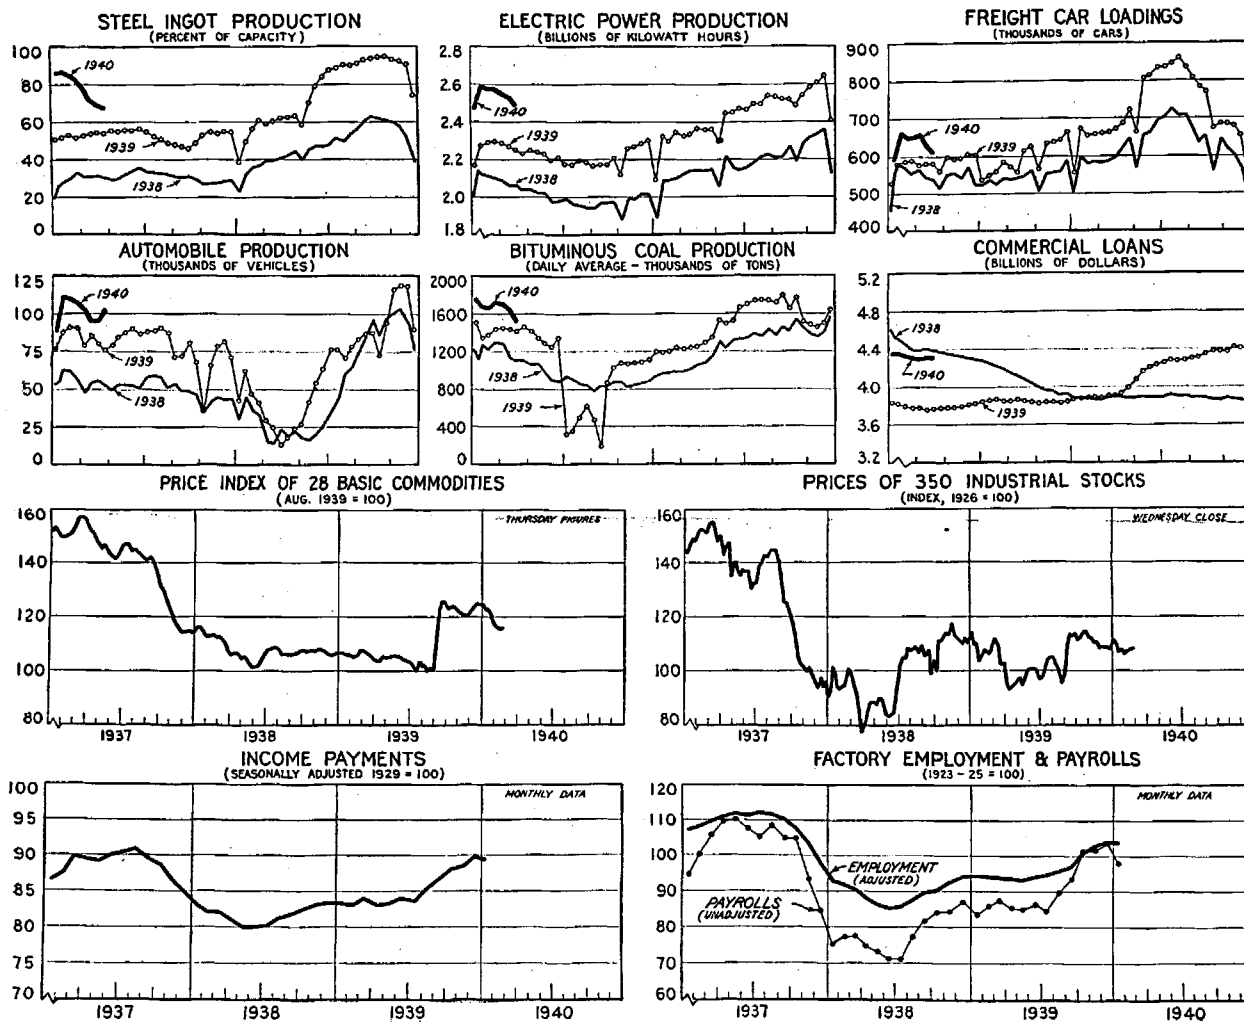 STEEL INGOT PRODUCTION
(PERCENT OF CAPACITY)
120
100
80
60
40
20
0
1940
1939
1938
ELECTRIC POWER PRODUCTION
(BILLIONS OF KILOWATT HOURS)
2.8
2.6
2.4
2.2
2.0
1.8
1940
1939
1938
FREIGHT CAR LOADINGS
(THOUSANDS OF CARS)
900
800
700
600
500
400
1940
1939
1938
AUTOMOBILE PRODUCTION
(THOUSANDS OF VEHICLES)
125
100
75
50
25
0
1940
1939
1938
BITUMINOUS COAL PRODUCTION
(DAILY AVERAGE - THOUSANDS OF TONS)
2000
1600
1200
800
400
0
1940
1938
1939
COMMERCIAL LOANS
(BILLIONS OF DOLLARS)
5.2
4.8
4.4
4.0
3.6
3.2
1938
1940
1939
PRICE INDEX OF 28 BASIC COMMODITIES
(AUG. 1939 = 100)
THURSDAY FIGURES
160
140
120
100
80
1937 1938 1939 1940
PRICES OF 350 INDUSTRIAL STOCKS
(INDEX, 1926 = 100)
WEDNESDAY CLOSE
160
140
120
100
80
1937 1938 1939 1940
INCOME PAYMENTS
(SEASONALLY ADJUSTED 1929 = 100)
MONTHLY DATA
100
95
90
85
80
75
70
1937 1938 1939 1940
FACTORY EMPLOYMENT & PAYROLLS
(1923 - 25 = 100)
MONTHLY DATA
120
110
100
90
80
70
60
EMPLOYMENT
(ADJUSTED)
PAYROLLS
(UNADJUSTED)
1937 1938 1939 1940